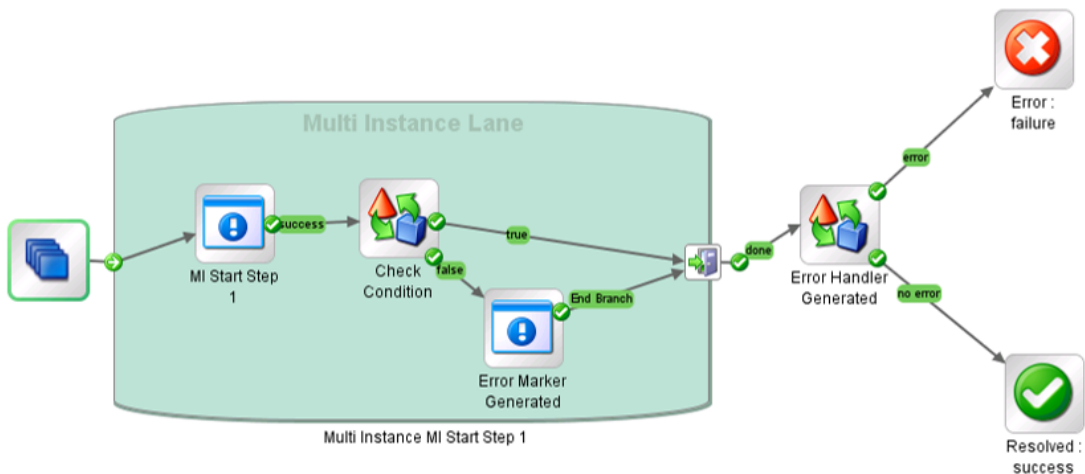 Multi Instance Lane
MI Start Step
1
success
Check
Condition
true
false
Error Marker
Generated
End Branch
done
Multi Instance MI Start Step 1
Error Handler
Generated
error
no error
Error :
failure
Resolved :
success